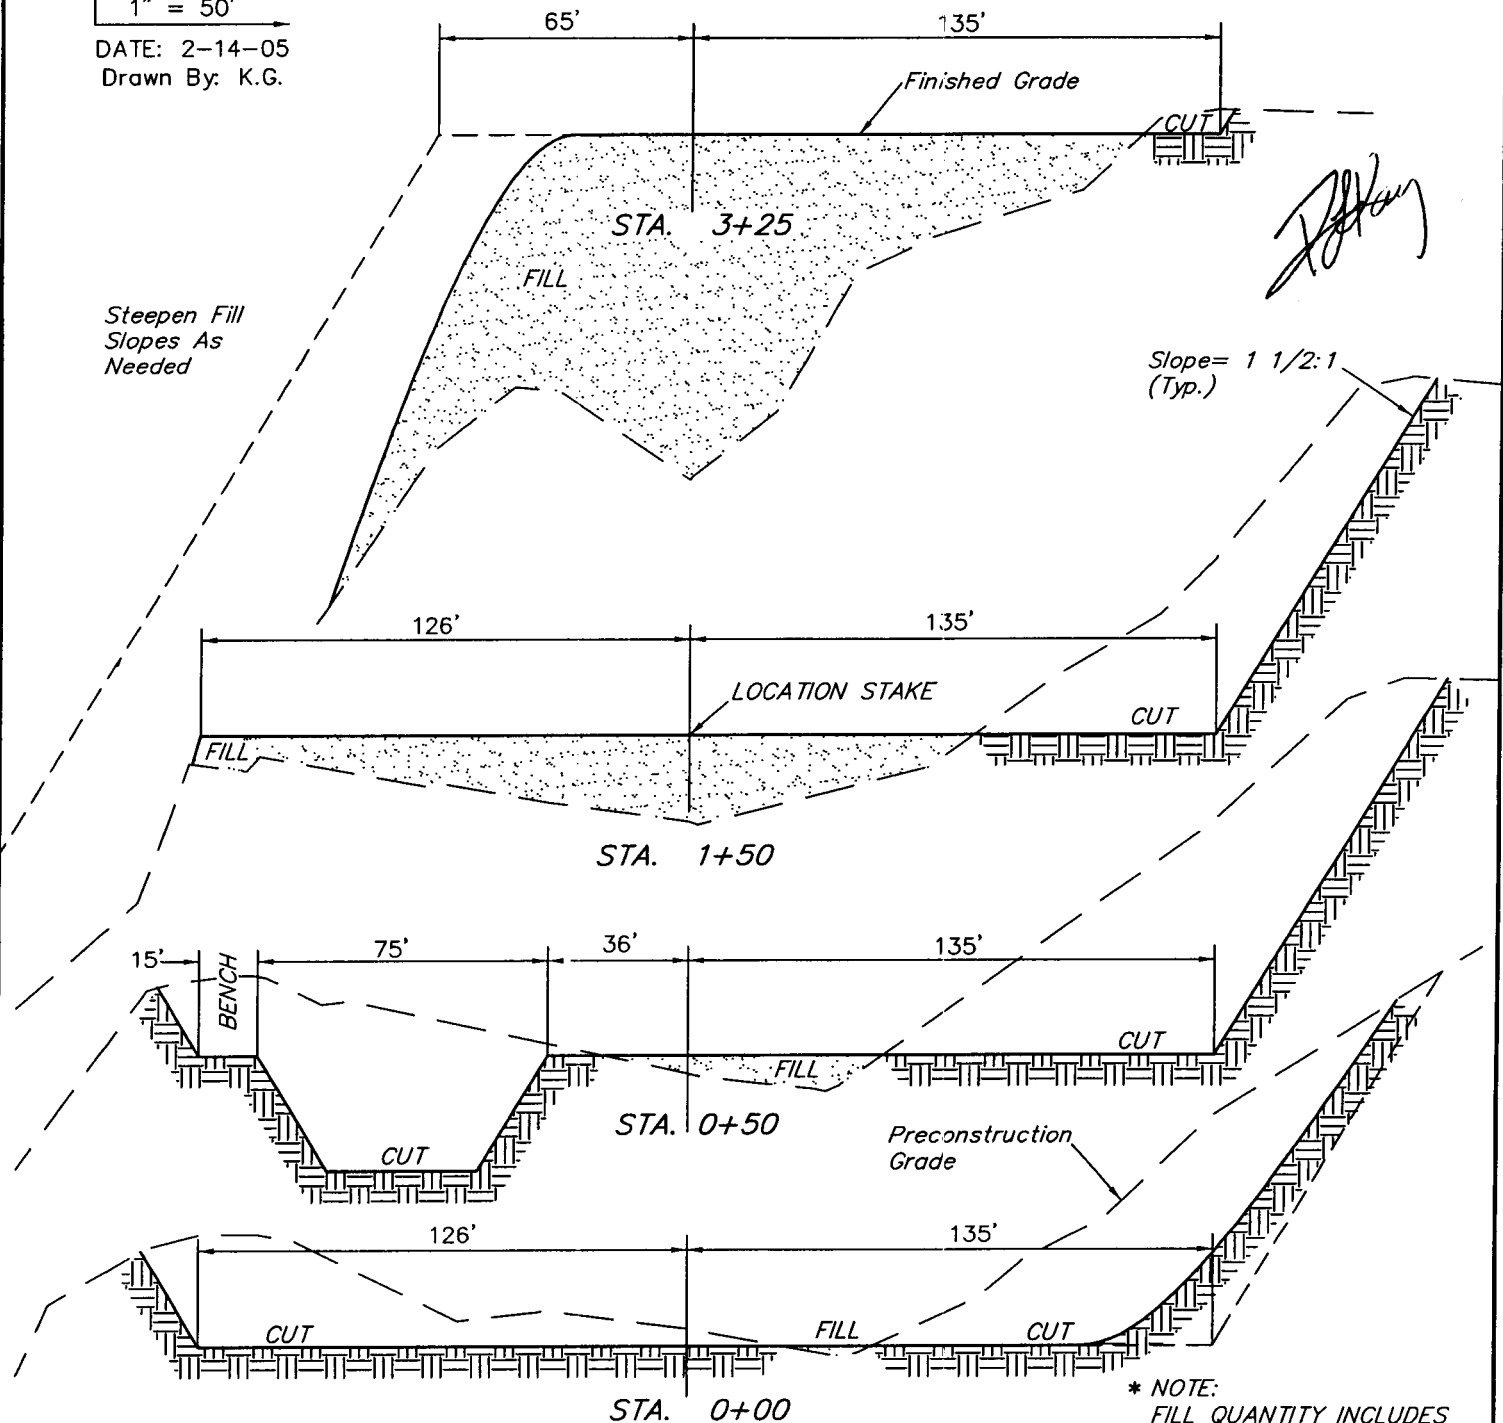 1" = 50'
DATE: 2-14-05
Drawn By: K.G.
65'
135'
Finished Grade
CUT
STA. 3+25
FILL
Steepen Fill
Slopes As
Needed
Slope= 1 1/2:1
(Typ.)
126'
135'
LOCATION STAKE
CUT
FILL
STA. 1+50
15'
BENCH
75'
36'
135'
CUT
FILL
CUT
STA. 0+50
Preconstruction
Grade
126'
135'
CUT
FILL
CUT
STA. 0+00
* NOTE:
FILL QUANTITY INCLUDES